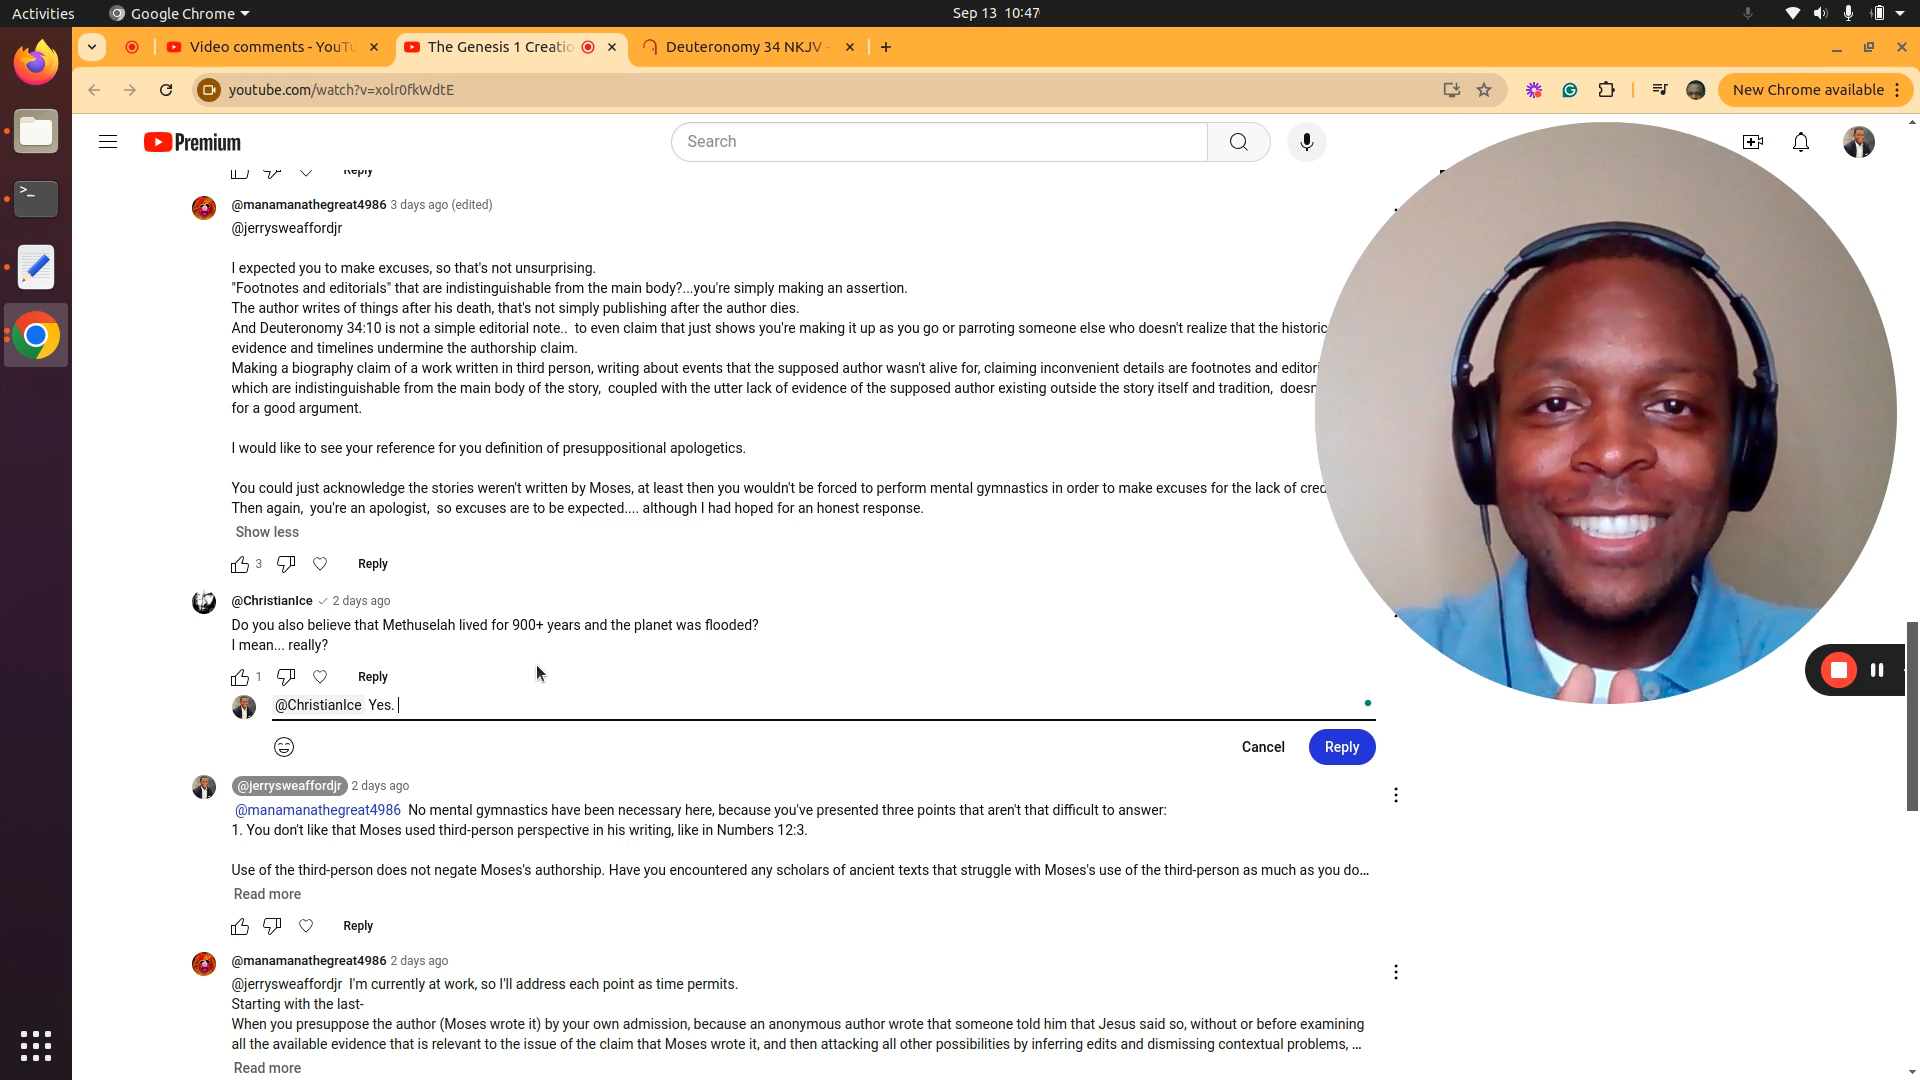 Activities
Google Chrome
Sep 13 10:47
Video comments - YouTu
The Genesis 1 Creatio
Deuteronomy 34 NKJV -
youtube.com/watch?v=xolr0fkWdtE
New Chrome available
Premium
Search
Reply
@manamanathegreat4986 3 days ago (edited)
@jerrysweaffordjr
I expected you to make excuses, so that's not unsurprising.
"Footnotes and editorials" that are indistinguishable from the main body?...you're simply making an assertion.
The author writes of things after his death, that's not simply publishing after the author dies.
And Deuteronomy 34:10 is not a simple editorial note.. to even claim that just shows you're making it up as you go or parroting someone else who doesn't realize that the historic
evidence and timelines undermine the authorship claim.
Making a biography claim of a work written in third person, writing about events that the supposed author wasn't alive for, claiming inconvenient details are footnotes and editori
which are indistinguishable from the main body of the story, coupled with the utter lack of evidence of the supposed author existing outside the story itself and tradition, doesn
for a good argument.
I would like to see your reference for you definition of presuppositional apologetics.
You could just acknowledge the stories weren't written by Moses, at least then you wouldn't be forced to perform mental gymnastics in order to make excuses for the lack of cred
Then again, you're an apologist, so excuses are to be expected.... although I had hoped for an honest response.
Show less
3 Reply
@ChristianIce 2 days ago
Do you also believe that Methuselah lived for 900+ years and the planet was flooded?
I mean... really?
1 Reply
@ChristianIce Yes.
Cancel
Reply
@jerrysweaffordjr 2 days ago
@manamanathegreat4986 No mental gymnastics have been necessary here, because you've presented three points that aren't that difficult to answer:
1. You don't like that Moses used third-person perspective in his writing, like in Numbers 12:3.
Use of the third-person does not negate Moses's authorship. Have you encountered any scholars of ancient texts that struggle with Moses's use of the third-person as much as you do...
Read more
Reply
@manamanathegreat4986 2 days ago
@jerrysweaffordjr I'm currently at work, so I'll address each point as time permits.
Starting with the last-
When you presuppose the author (Moses wrote it) by your own admission, because an anonymous author wrote that someone told him that Jesus said so, without or before examining
all the available evidence that is relevant to the issue of the claim that Moses wrote it, and then attacking all other possibilities by inferring edits and dismissing contextual problems, ...
Read more